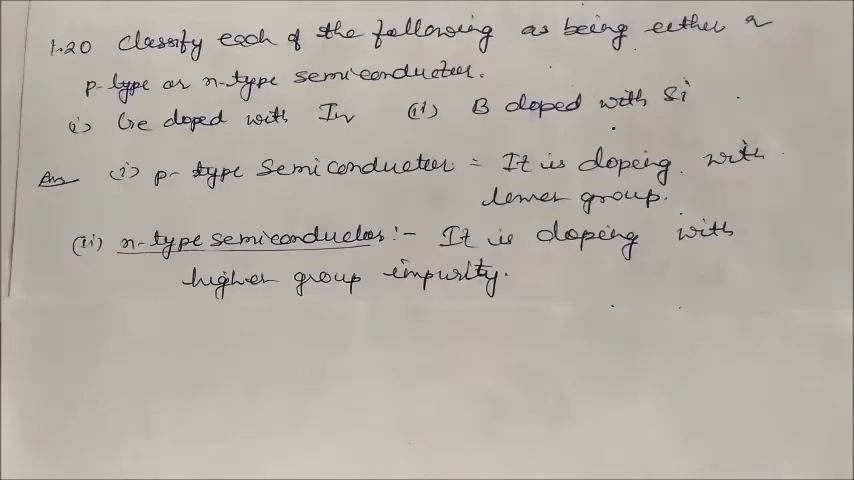 1.20 Classify each of the following as being either a
p-type or n-type semiconductor.
(i) Ge doped with In (ii) B doped with Si
Ans (i) p-type Semiconductor = It is doping with
lower group.
(ii) n-type semiconductor :- It is doping with
higher group impurity.